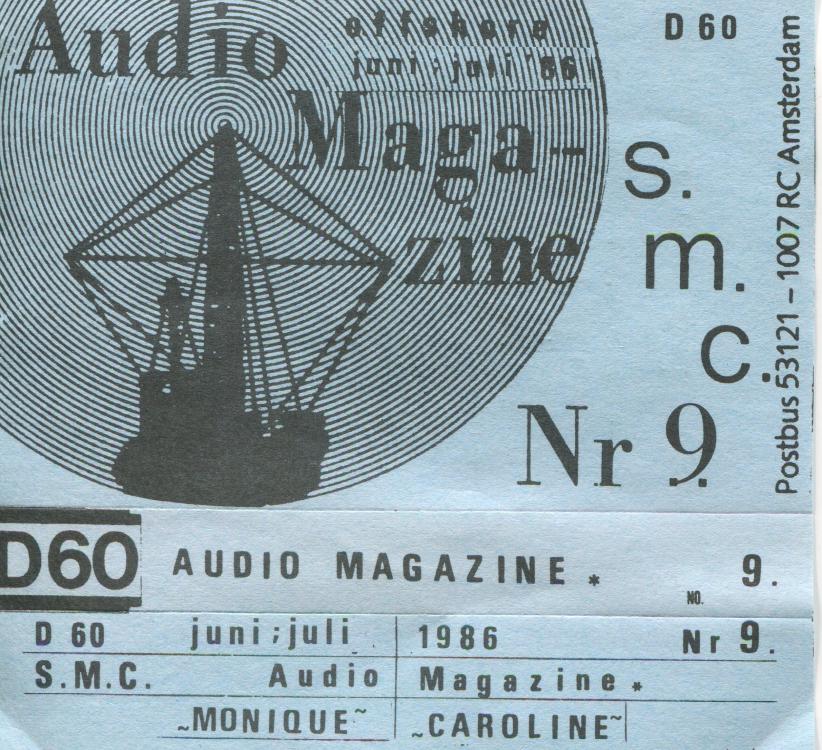 Audio
offshore
juni ; juli '86
Maga-
zine
D 60
s.
m.
c.
Postbus 53121 – 1007 RC Amsterdam
Nr 9.
D60 AUDIO MAGAZINE * NO. 9.
D 60 juni ; juli 1986 Nr 9.
S.M.C. Audio Magazine *
~MONIQUE~ ~CAROLINE~